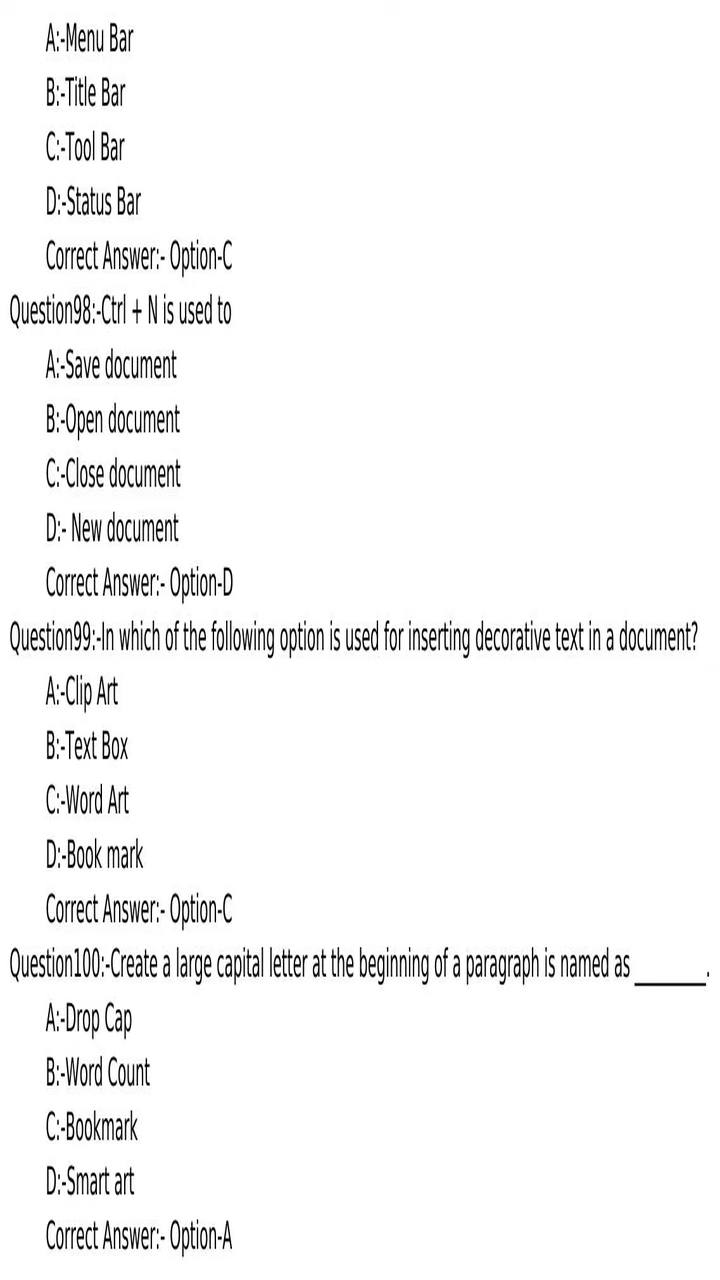 A:-Menu Bar
B:-Title Bar
C:-Tool Bar
D:-Status Bar
Correct Answer:- Option-C
Question98:-Ctrl + N is used to
A:-Save document
B:-Open document
C:-Close document
D:- New document
Correct Answer:- Option-D
Question99:-In which of the following option is used for inserting decorative text in a document?
A:-Clip Art
B:-Text Box
C:-Word Art
D:-Book mark
Correct Answer:- Option-C
Question100:-Create a large capital letter at the beginning of a paragraph is named as _______.
A:-Drop Cap
B:-Word Count
C:-Bookmark
D:-Smart art
Correct Answer:- Option-A